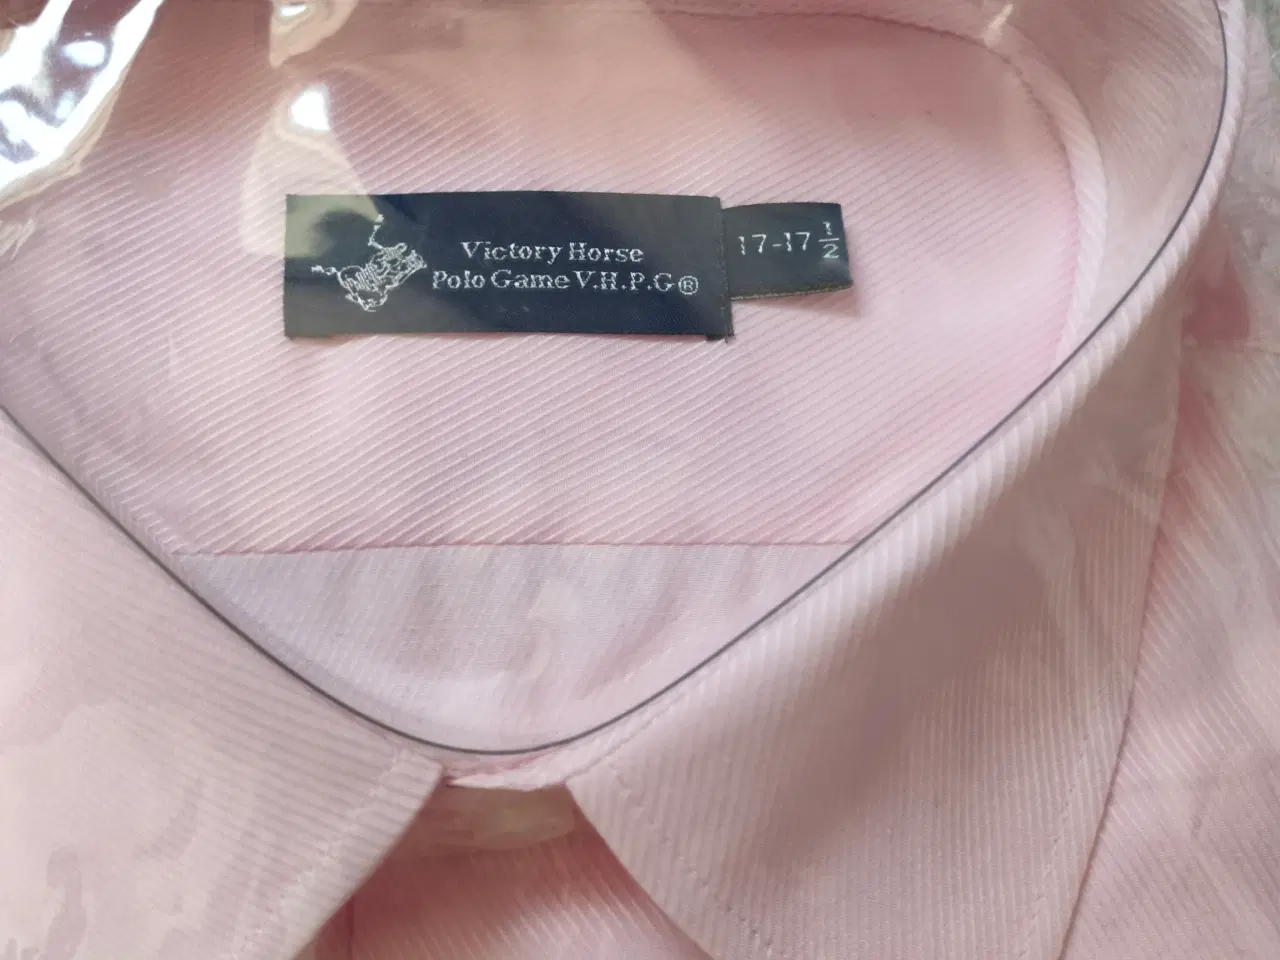 Victory Horse
Polo Game V.H.P.G®
17-17 1/2